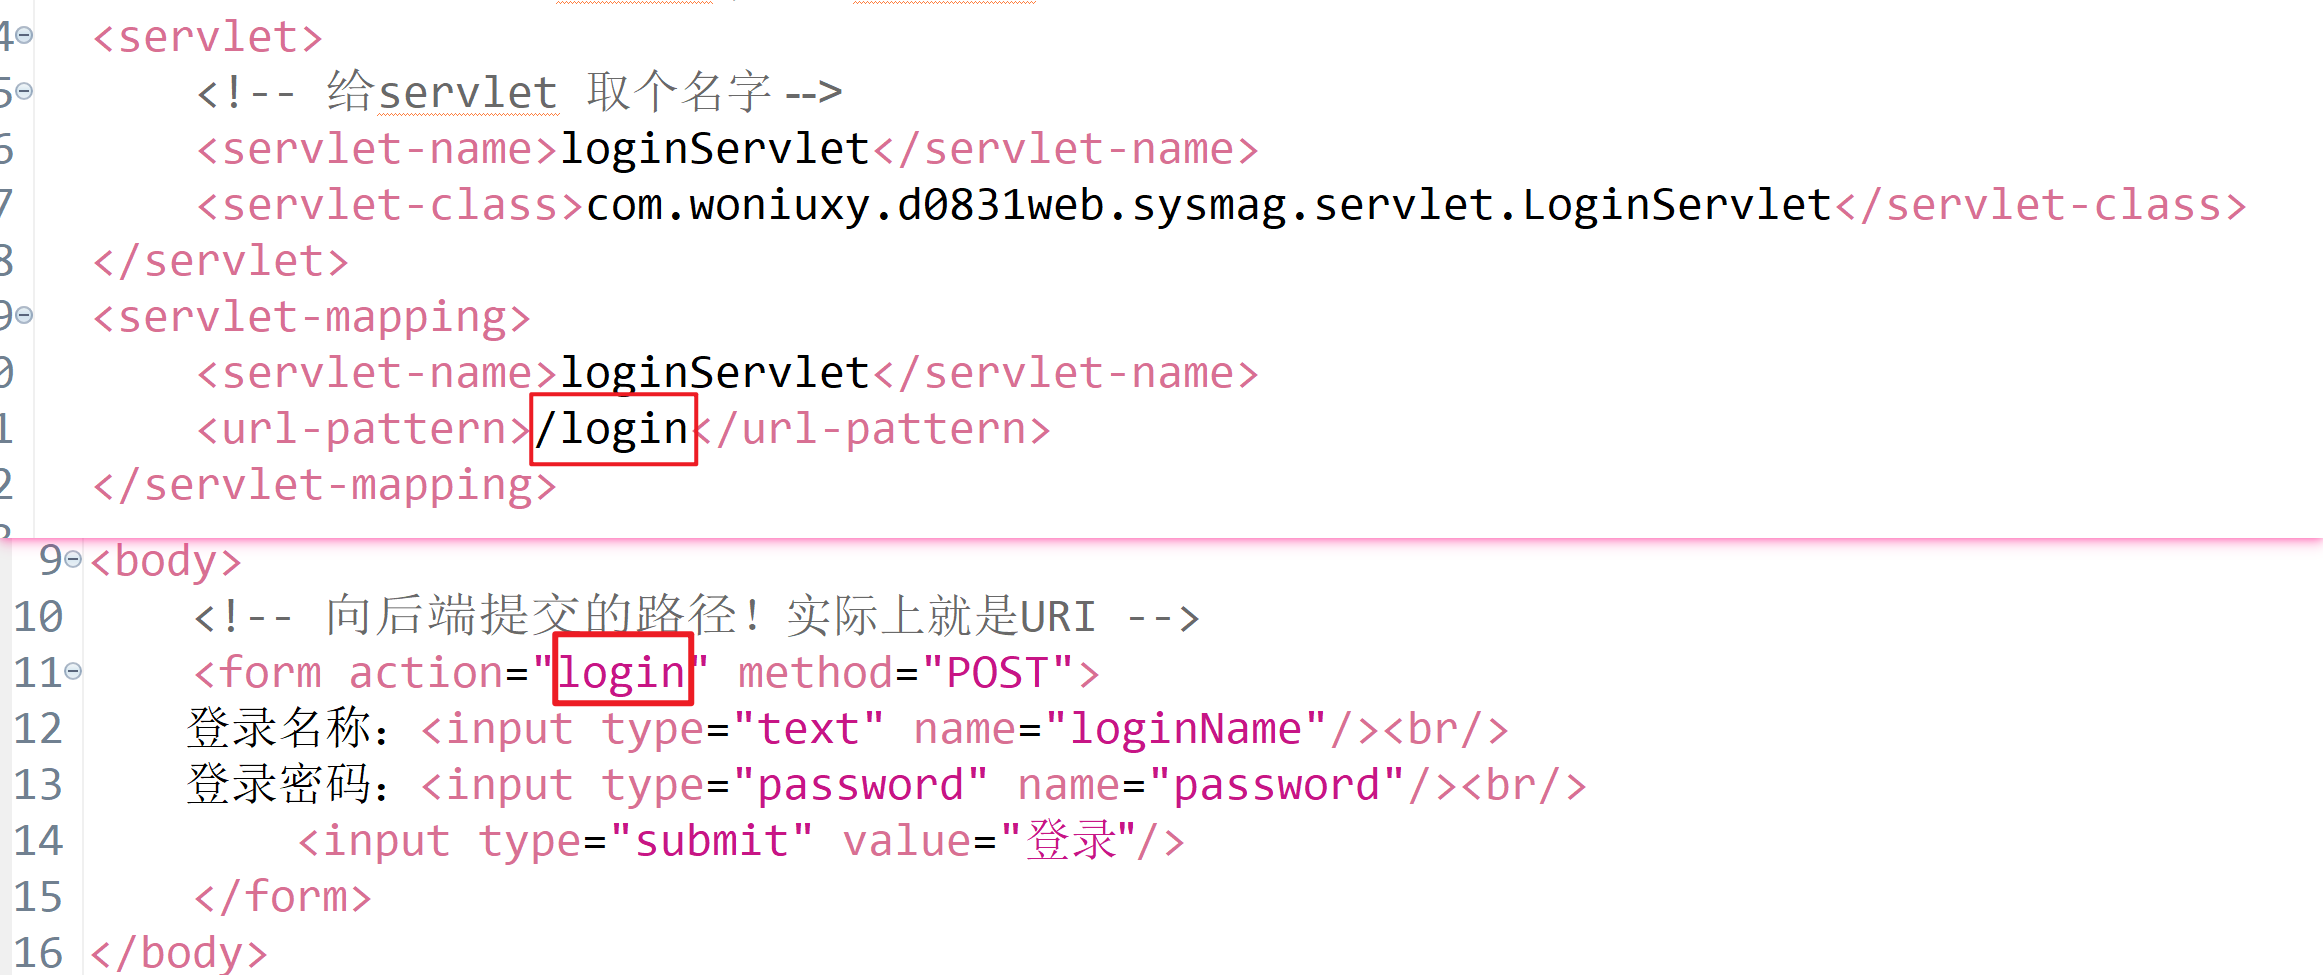 4 <servlet>
5 <!-- 给servlet 取个名字 -->
6 <servlet-name>loginServlet</servlet-name>
7 <servlet-class>com.woniuxy.d0831web.sysmag.servlet.LoginServlet</servlet-class>
8 </servlet>
9 <servlet-mapping>
0 <servlet-name>loginServlet</servlet-name>
1 <url-pattern>/login</url-pattern>
2 </servlet-mapping>
9 <body>
10 <!-- 向后端提交的路径！实际上就是URI -->
11 <form action="login" method="POST">
12 登录名称：<input type="text" name="loginName"/><br/>
13 登录密码：<input type="password" name="password"/><br/>
14 <input type="submit" value="登录"/>
15 </form>
16 </body>